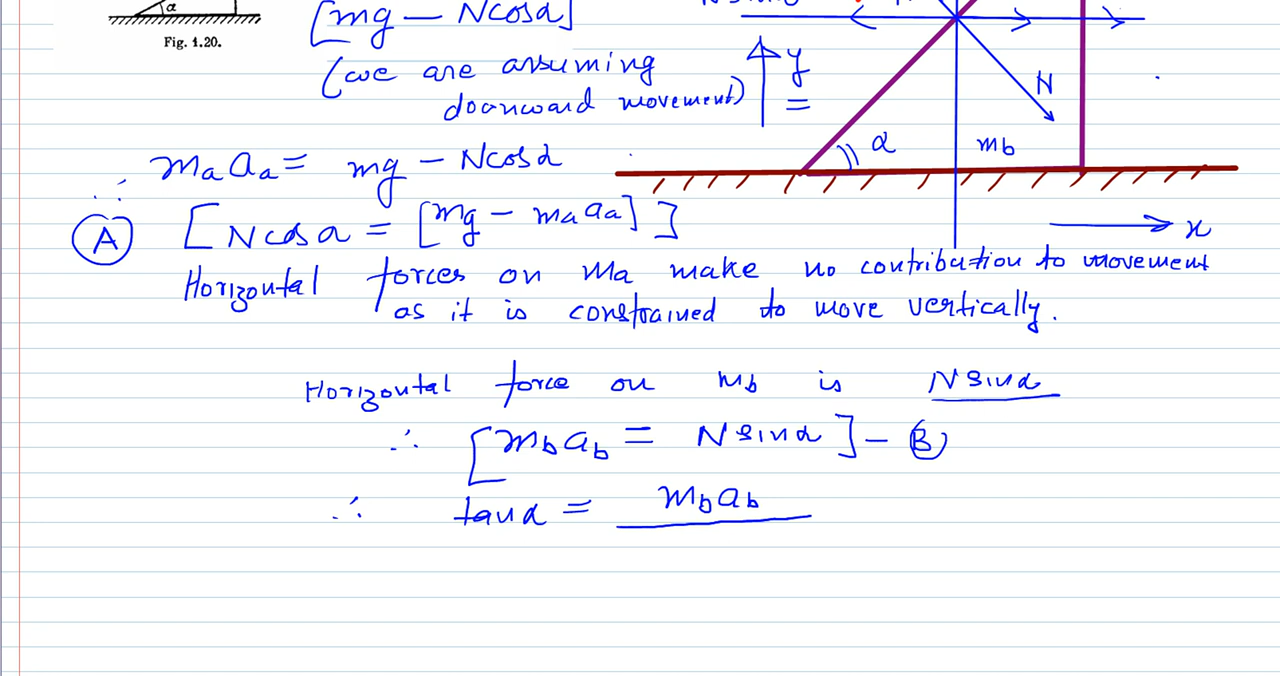 α
Fig. 1.20.
[mg – Ncosα]
(we are assuming
downward movement)
y
N
α
mb
∴ maaa = mg – Ncosα
x
Ⓐ [Ncosα = [mg – maaa]]
Horizontal forces on ma make no contribution to movement
as it is constrained to move vertically.
Horizontal force on mb is Nsinα
∴ [mbab = Nsinα] – Ⓑ
∴ tanα = mbab